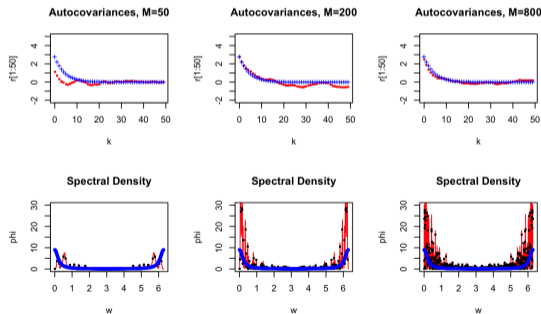 Autocovariances, M=50
Autocovariances, M=200
Autocovariances, M=800
r[1:50]
-2 0 2 4
0 10 20 30 40 50
k
r[1:50]
-2 0 2 4
0 10 20 30 40 50
k
r[1:50]
-2 0 2 4
0 10 20 30 40 50
k
Spectral Density
Spectral Density
Spectral Density
phi
0 10 20 30
0 1 2 3 4 5 6
w
phi
0 10 20 30
0 1 2 3 4 5 6
w
phi
0 10 20 30
0 1 2 3 4 5 6
w